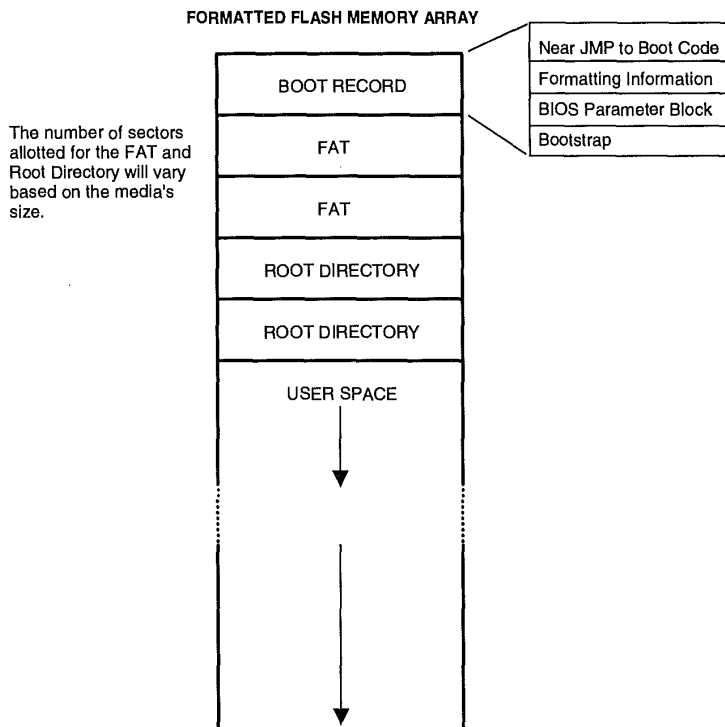 FORMATTED FLASH MEMORY ARRAY
BOOT RECORD
Near JMP to Boot Code
Formatting Information
BIOS Parameter Block
Bootstrap
The number of sectors
allotted for the FAT and
Root Directory will vary
based on the media's
size.
FAT
FAT
ROOT DIRECTORY
ROOT DIRECTORY
USER SPACE